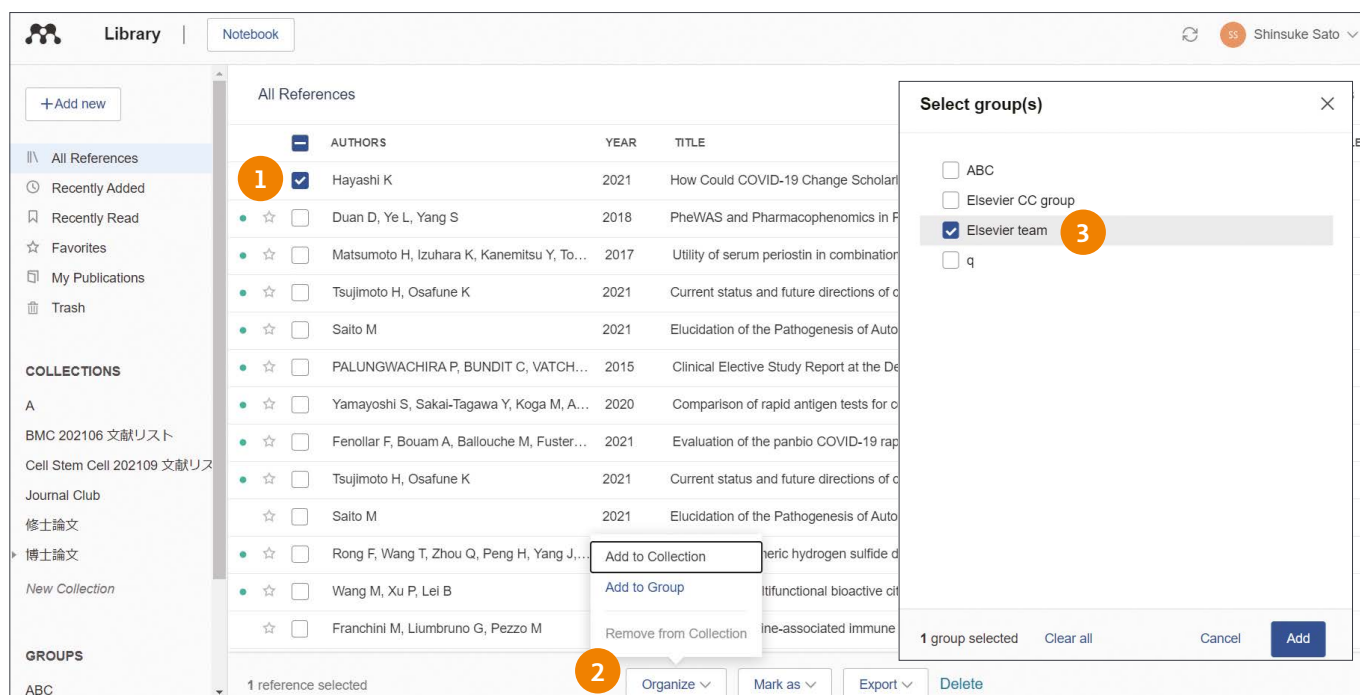 Library | Notebook
SS Shinsuke Sato
+Add new
All References
Recently Added
Recently Read
Favorites
My Publications
Trash
COLLECTIONS
A
BMC 202106 文献リスト
Cell Stem Cell 202109 文献リス
Journal Club
修士論文
博士論文
New Collection
GROUPS
ABC
All References
AUTHORS YEAR TITLE
1 Hayashi K 2021 How Could COVID-19 Change Scholarl
Duan D, Ye L, Yang S 2018 PheWAS and Pharmacophenomics in
Matsumoto H, Izuhara K, Kanemitsu Y, To... 2017 Utility of serum periostin in combination
Tsujimoto H, Osafune K 2021 Current status and future directions of
Saito M 2021 Elucidation of the Pathogenesis of Auto
PALUNGWACHIRA P, BUNDIT C, VATCH... 2015 Clinical Elective Study Report at the De
Yamayoshi S, Sakai-Tagawa Y, Koga M, A... 2020 Comparison of rapid antigen tests for
Fenollar F, Bouam A, Ballouche M, Fuster... 2021 Evaluation of the panbio COVID-19 rap
Tsujimoto H, Osafune K 2021 Current status and future directions of
Saito M 2021 Elucidation of the Pathogenesis of Auto
Rong F, Wang T, Zhou Q, Peng H, Yang J,... neric hydrogen sulfide d
Wang M, Xu P, Lei B ltifunctional bioactive cit
Franchini M, Liumbruno G, Pezzo M ine-associated immune
Add to Collection
Add to Group
Remove from Collection
1 reference selected 2 Organize Mark as Export Delete
Select group(s)
ABC
Elsevier CC group
Elsevier team 3
q
1 group selected Clear all Cancel Add